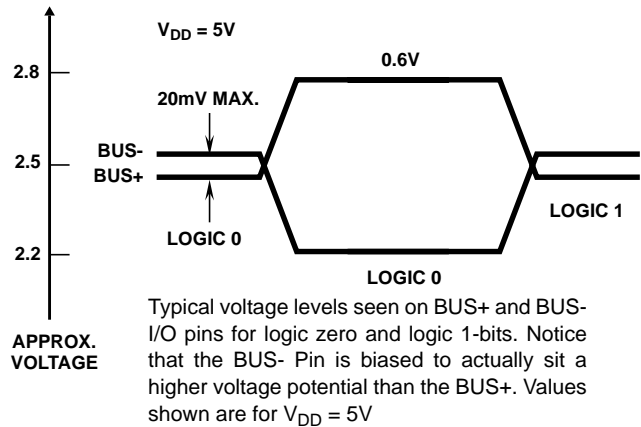 V_DD = 5V
2.8
0.6V
20mV MAX.
BUS-
2.5
BUS+
LOGIC 1
LOGIC 0
2.2
LOGIC 0
APPROX.
VOLTAGE
Typical voltage levels seen on BUS+ and BUS-
I/O pins for logic zero and logic 1-bits. Notice
that the BUS- Pin is biased to actually sit a
higher voltage potential than the BUS+. Values
shown are for V_DD = 5V